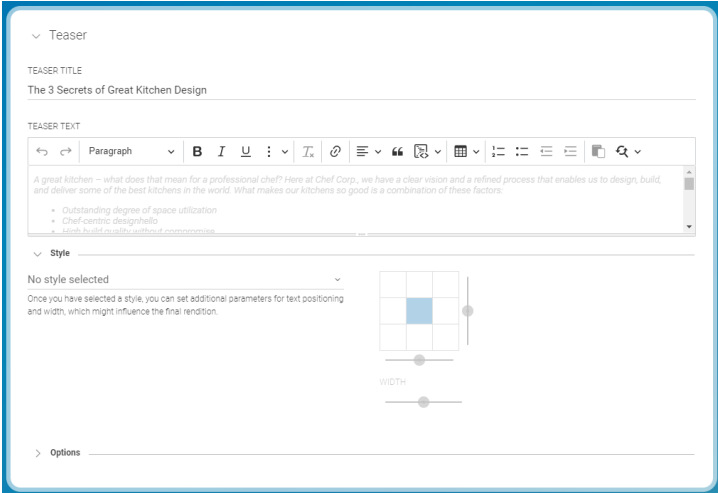 Teaser
TEASER TITLE
The 3 Secrets of Great Kitchen Design
TEASER TEXT
Paragraph
B I U
A great kitchen – what does that mean for a professional chef? Here at Chef Corp., we have a clear vision and a refined process that enables us to design, build,
and deliver some of the best kitchens in the world. What makes our kitchens so good is a combination of these factors:
• Outstanding degree of space utilization
• Chef-centric designhello
• High build quality without compromise
Style
No style selected
Once you have selected a style, you can set additional parameters for text positioning
and width, which might influence the final rendition.
WIDTH
Options